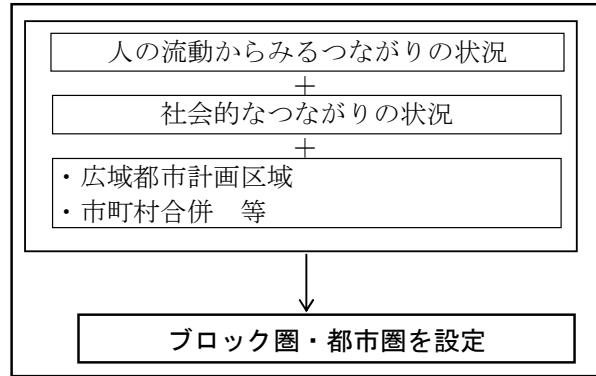 人の流動からみるつながりの状況
＋
社会的なつながりの状況
＋
・広域都市計画区域
・市町村合併　等
ブロック圏・都市圏を設定